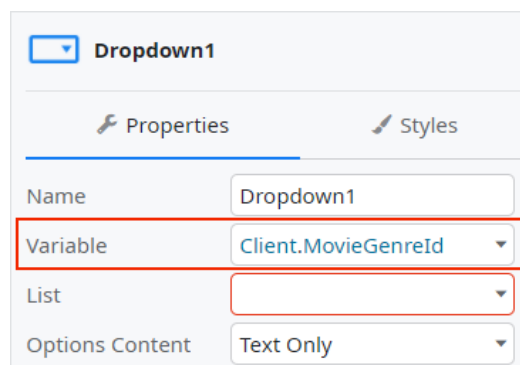 Dropdown1
Properties Styles
Name Dropdown1
Variable Client.MovieGenreId
List
Options Content Text Only